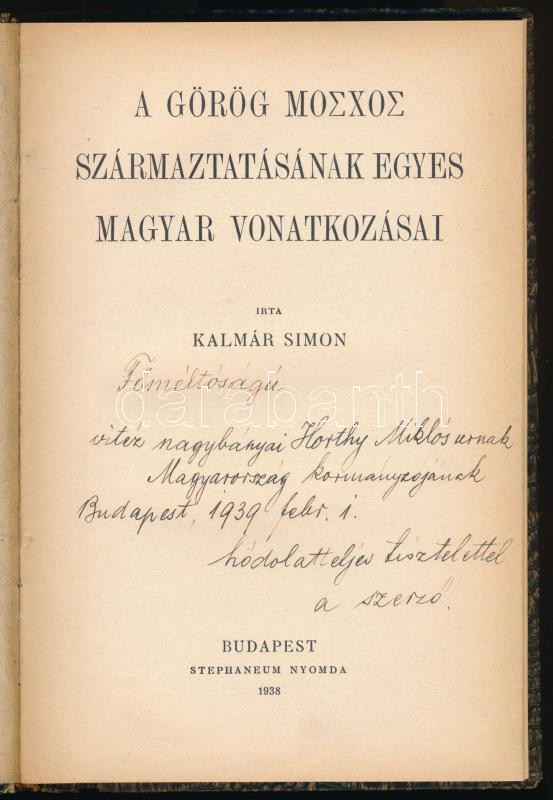 A GÖRÖG ΜΟΣΧΟΣ
SZÁRMAZTATÁSÁNAK EGYES
MAGYAR VONATKOZÁSAI
IRTA
KALMÁR SIMON
Főméltóságú
darabanth
vitéz nagybányai Horthy Miklós urnak
Magyarország kormányzójának
Budapest, 1939 febr. 1.
hódolatteljes tisztelettel
a szerző.
BUDAPEST
STEPHANEUM NYOMDA
1938